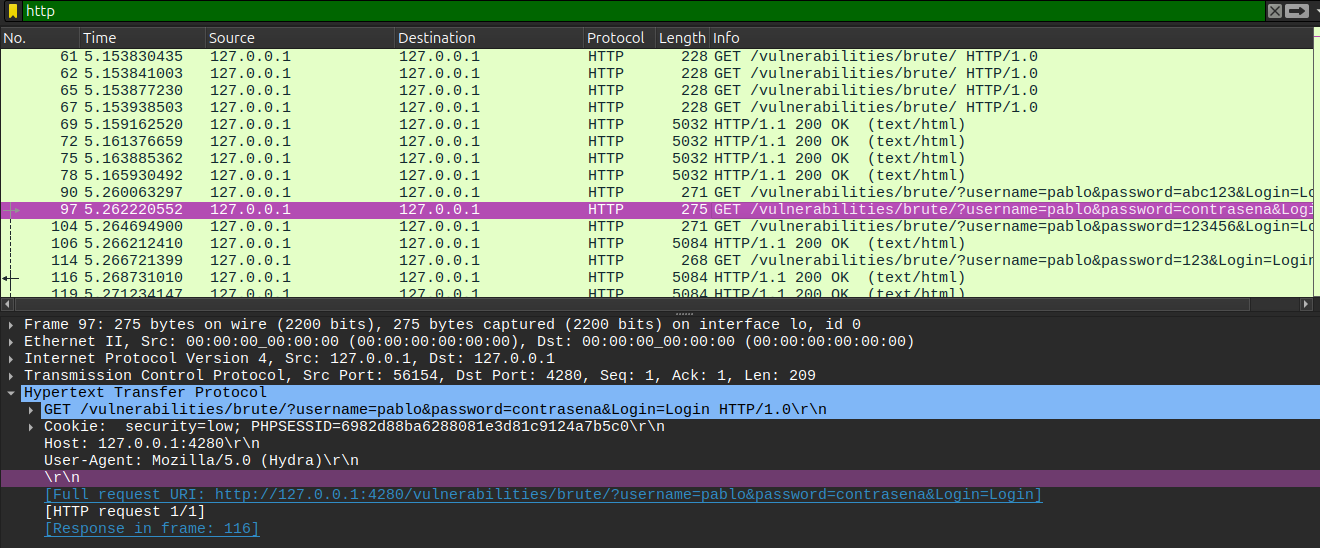 http
No. Time Source Destination Protocol Length Info
61 5.153830435 127.0.0.1 127.0.0.1 HTTP 228 GET /vulnerabilities/brute/ HTTP/1.0
62 5.153841003 127.0.0.1 127.0.0.1 HTTP 228 GET /vulnerabilities/brute/ HTTP/1.0
65 5.153877230 127.0.0.1 127.0.0.1 HTTP 228 GET /vulnerabilities/brute/ HTTP/1.0
67 5.153938503 127.0.0.1 127.0.0.1 HTTP 228 GET /vulnerabilities/brute/ HTTP/1.0
69 5.159162520 127.0.0.1 127.0.0.1 HTTP 5032 HTTP/1.1 200 OK (text/html)
72 5.161376659 127.0.0.1 127.0.0.1 HTTP 5032 HTTP/1.1 200 OK (text/html)
75 5.163885362 127.0.0.1 127.0.0.1 HTTP 5032 HTTP/1.1 200 OK (text/html)
78 5.165930492 127.0.0.1 127.0.0.1 HTTP 5032 HTTP/1.1 200 OK (text/html)
90 5.260063297 127.0.0.1 127.0.0.1 HTTP 271 GET /vulnerabilities/brute/?username=pablo&password=abc123&Login=Lo
97 5.262220552 127.0.0.1 127.0.0.1 HTTP 275 GET /vulnerabilities/brute/?username=pablo&password=contrasena&Logi
104 5.264694900 127.0.0.1 127.0.0.1 HTTP 271 GET /vulnerabilities/brute/?username=pablo&password=123456&Login=Lo
106 5.266212410 127.0.0.1 127.0.0.1 HTTP 5084 HTTP/1.1 200 OK (text/html)
114 5.266721399 127.0.0.1 127.0.0.1 HTTP 268 GET /vulnerabilities/brute/?username=pablo&password=123&Login=Login
116 5.268731010 127.0.0.1 127.0.0.1 HTTP 5084 HTTP/1.1 200 OK (text/html)
119 5.271234147 127.0.0.1 127.0.0.1 HTTP 5084 HTTP/1.1 200 OK (text/html)
Frame 97: 275 bytes on wire (2200 bits), 275 bytes captured (2200 bits) on interface lo, id 0
Ethernet II, Src: 00:00:00_00:00:00 (00:00:00:00:00:00), Dst: 00:00:00_00:00:00 (00:00:00:00:00:00)
Internet Protocol Version 4, Src: 127.0.0.1, Dst: 127.0.0.1
Transmission Control Protocol, Src Port: 56154, Dst Port: 4280, Seq: 1, Ack: 1, Len: 209
Hypertext Transfer Protocol
GET /vulnerabilities/brute/?username=pablo&password=contrasena&Login=Login HTTP/1.0\r\n
Cookie:  security=low; PHPSESSID=6982d88ba6288081e3d81c9124a7b5c0\r\n
Host: 127.0.0.1:4280\r\n
User-Agent: Mozilla/5.0 (Hydra)\r\n
\r\n
[Full request URI: http://127.0.0.1:4280/vulnerabilities/brute/?username=pablo&password=contrasena&Login=Login]
[HTTP request 1/1]
[Response in frame: 116]